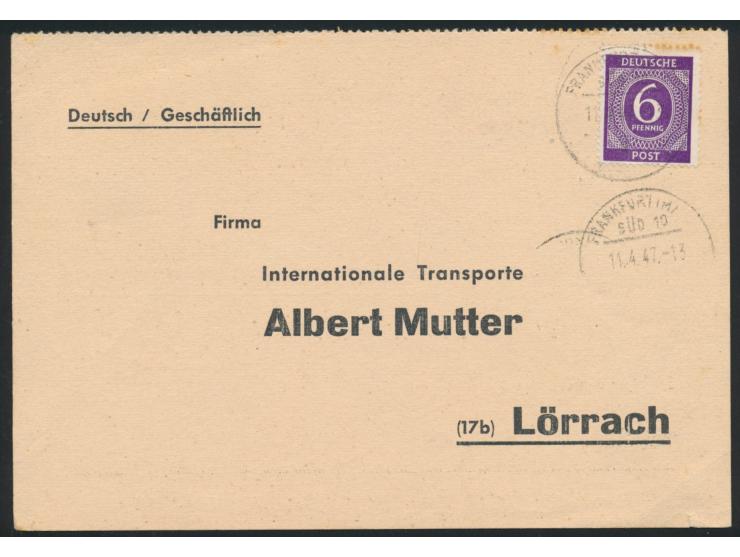 DEUTSCHE
6
PFENNIG
POST
Deutsch / Geschäftlich
FRANKFURT (M)
SÜD 10
11.4.47.-13
Firma
Internationale Transporte
Albert Mutter
(17b) Lörrach